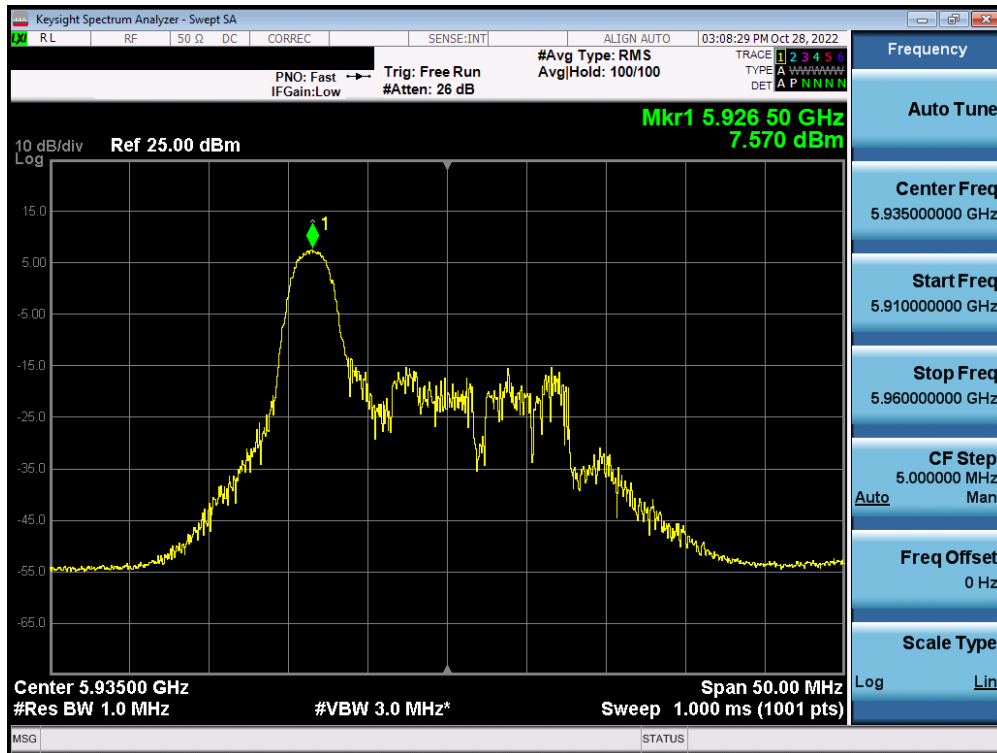 Keysight Spectrum Analyzer - Swept SA
LXI RL RF 50 Ω DC CORREC SENSE:INT ALIGN AUTO 03:08:29 PM Oct 28, 2022
PNO: Fast
IFGain:Low
Trig: Free Run
#Atten: 26 dB
#Avg Type: RMS
Avg|Hold: 100/100
TRACE 1 2 3 4 5 6
TYPE A WWWWW
DET A P N N N N
Mkr1 5.926 50 GHz
7.570 dBm
10 dB/div Ref 25.00 dBm
Log
1
15.0
5.00
-5.00
-15.0
-25.0
-35.0
-45.0
-55.0
-65.0
Center 5.93500 GHz Span 50.00 MHz
#Res BW 1.0 MHz #VBW 3.0 MHz* Sweep 1.000 ms (1001 pts)
MSG STATUS
Frequency
Auto Tune
Center Freq
5.935000000 GHz
Start Freq
5.910000000 GHz
Stop Freq
5.960000000 GHz
CF Step
5.000000 MHz
Auto Man
Freq Offset
0 Hz
Scale Type
Log Lin